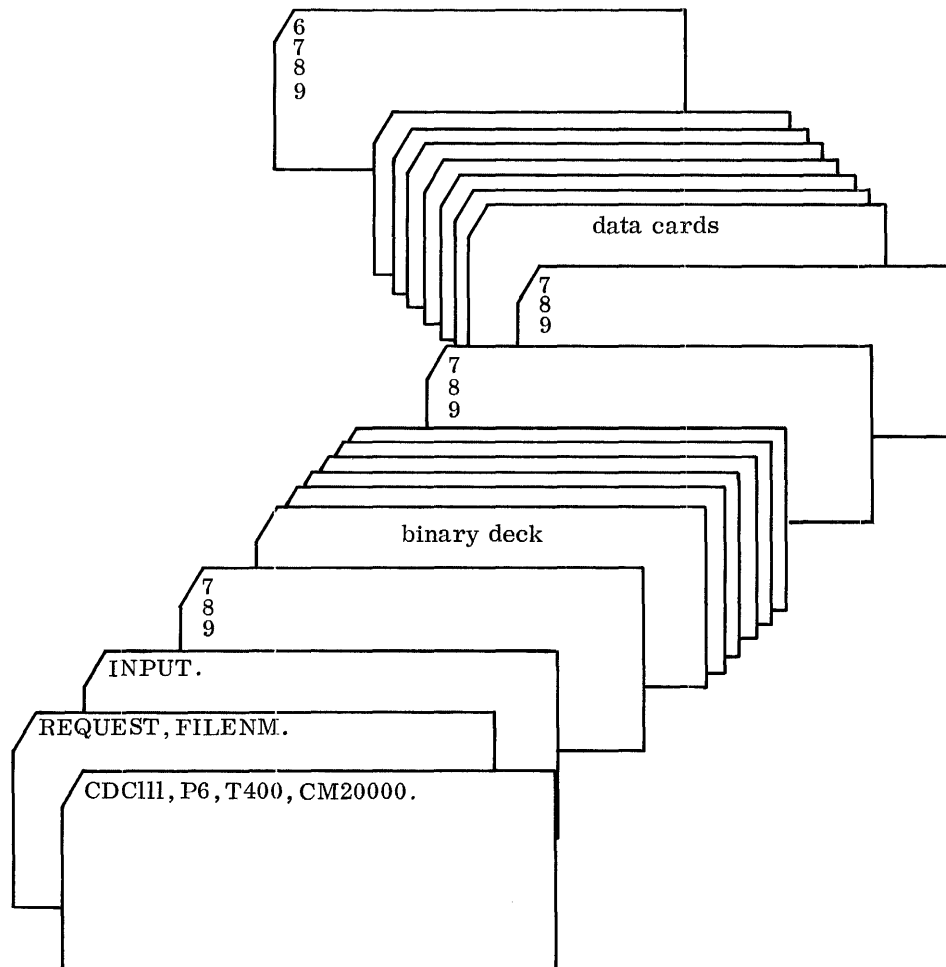 6
7
8
9
data cards
7
8
9
7
8
9
binary deck
7
8
9
INPUT.
REQUEST, FILENM.
CDC111, P6, T400, CM20000.